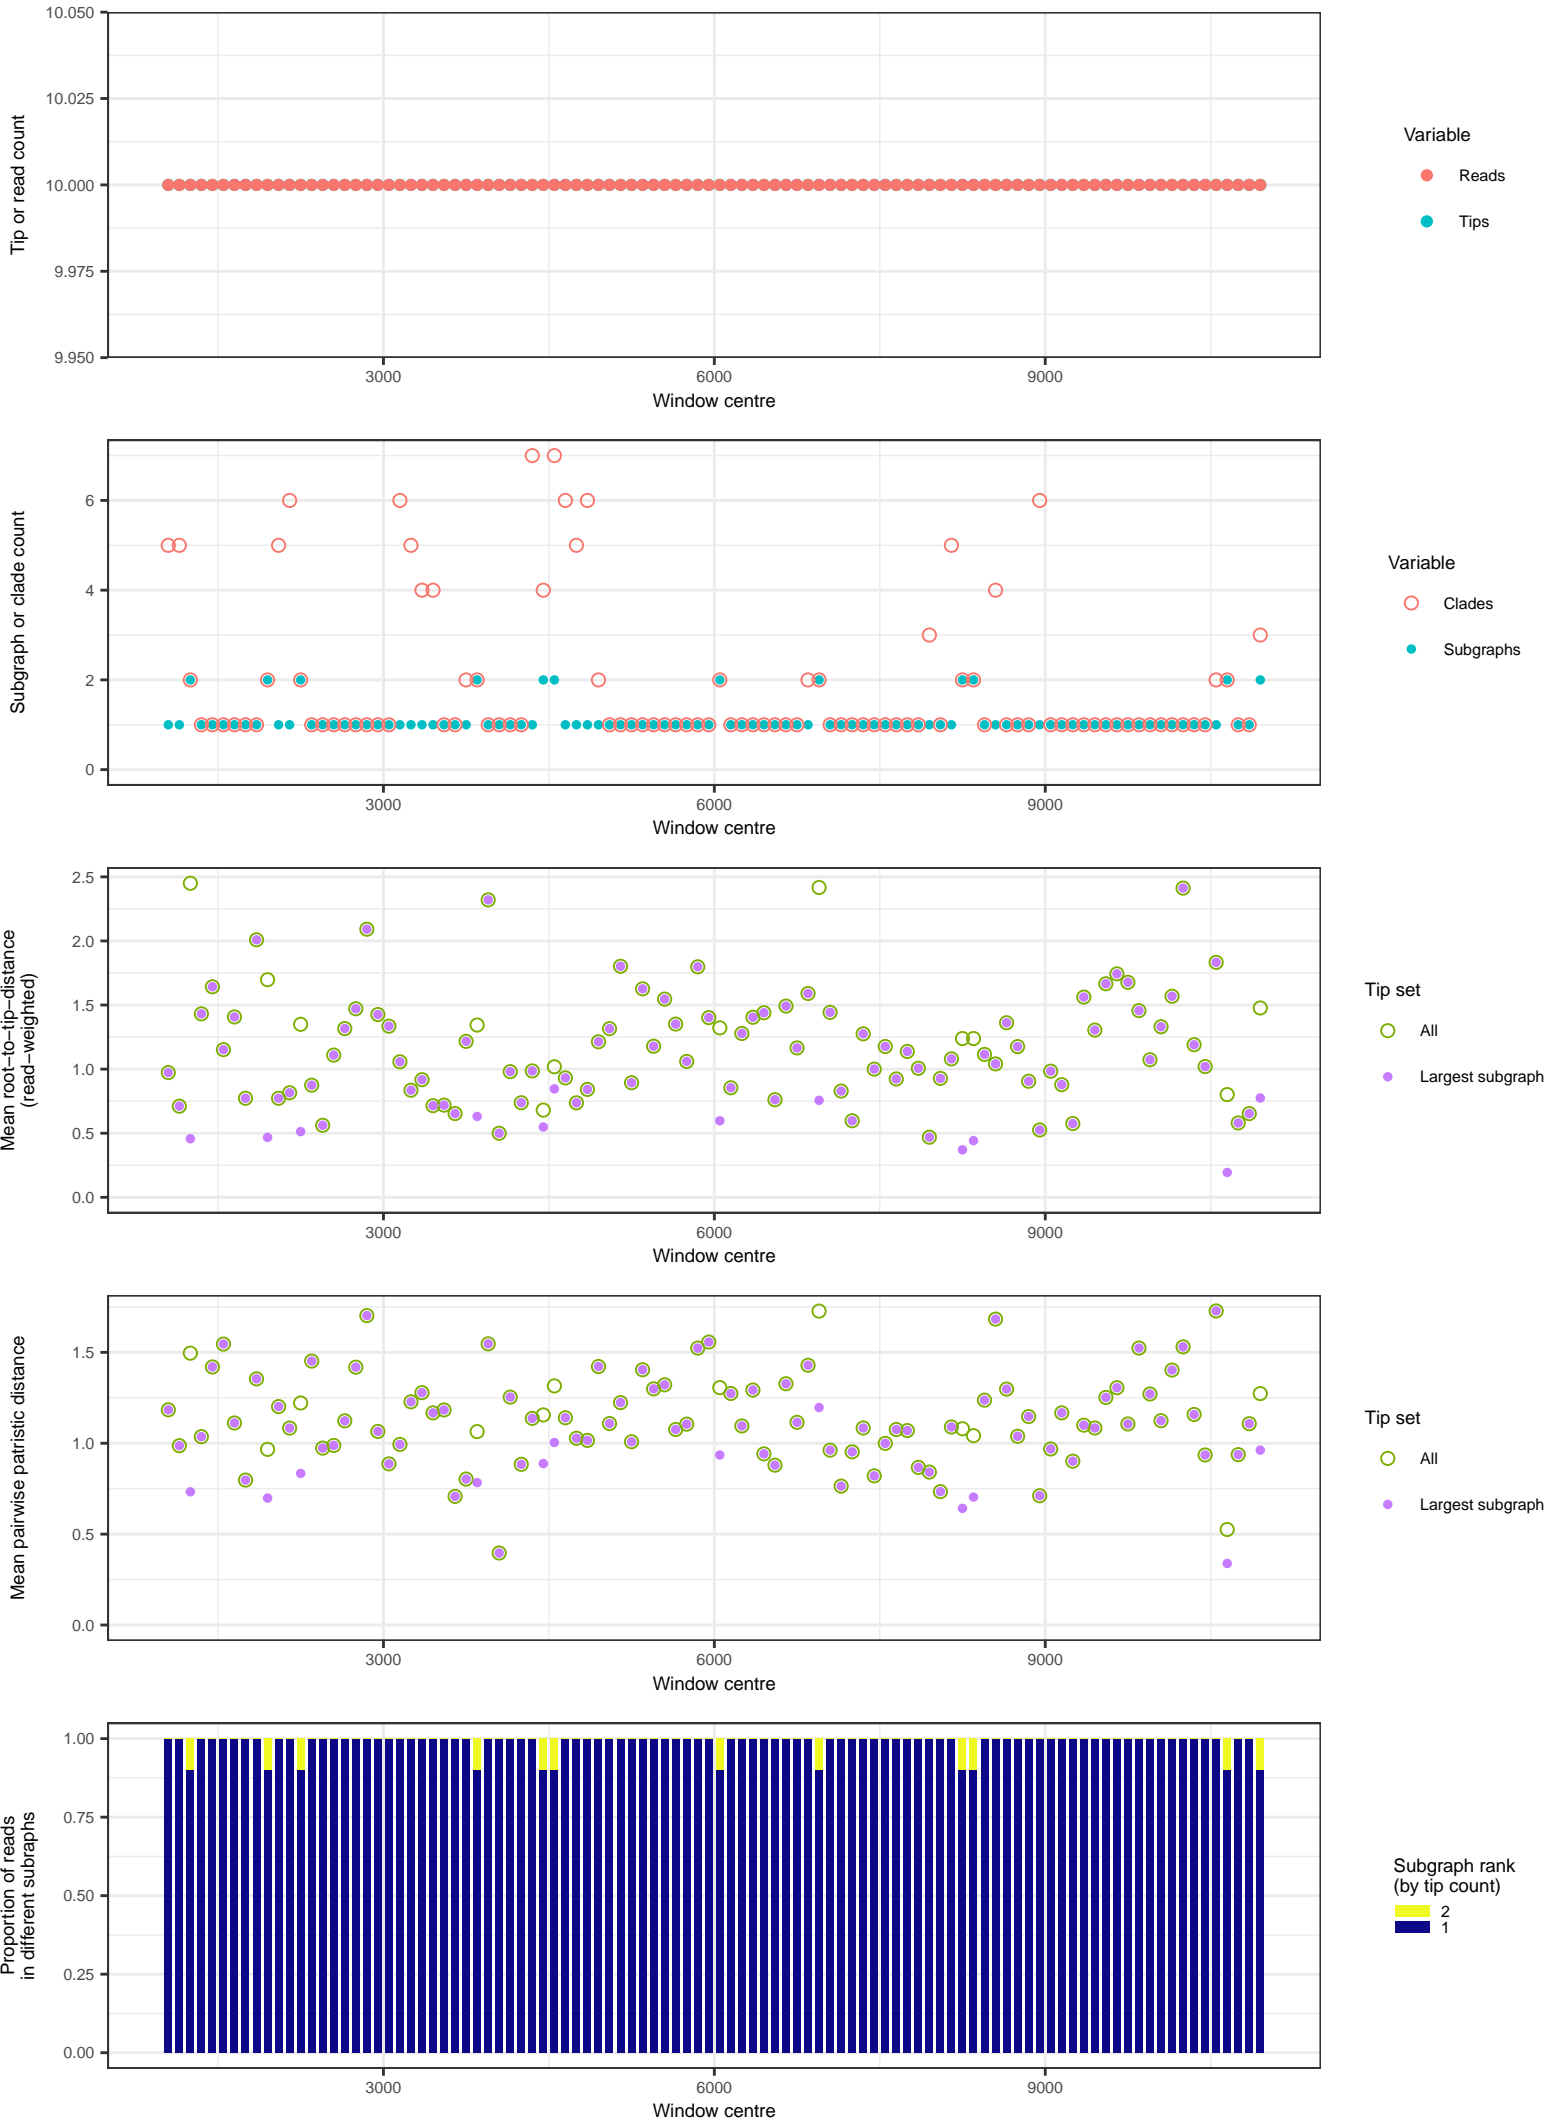 10.050
10.025
10.000
9.975
9.950
Tip or read count
3000
6000
9000
Window centre
Variable
Reads
Tips
6
4
2
0
Subgraph or clade count
3000
6000
9000
Window centre
Variable
Clades
Subgraphs
2.5
2.0
1.5
1.0
0.5
0.0
Mean root−to−tip−distance
(read−weighted)
3000
6000
9000
Window centre
Tip set
All
Largest subgraph
1.5
1.0
0.5
0.0
Mean pairwise patristic distance
3000
6000
9000
Window centre
Tip set
All
Largest subgraph
1.00
0.75
0.50
0.25
0.00
Proportion of reads
in different subraphs
3000
6000
9000
Window centre
Subgraph rank
(by tip count)
2
1